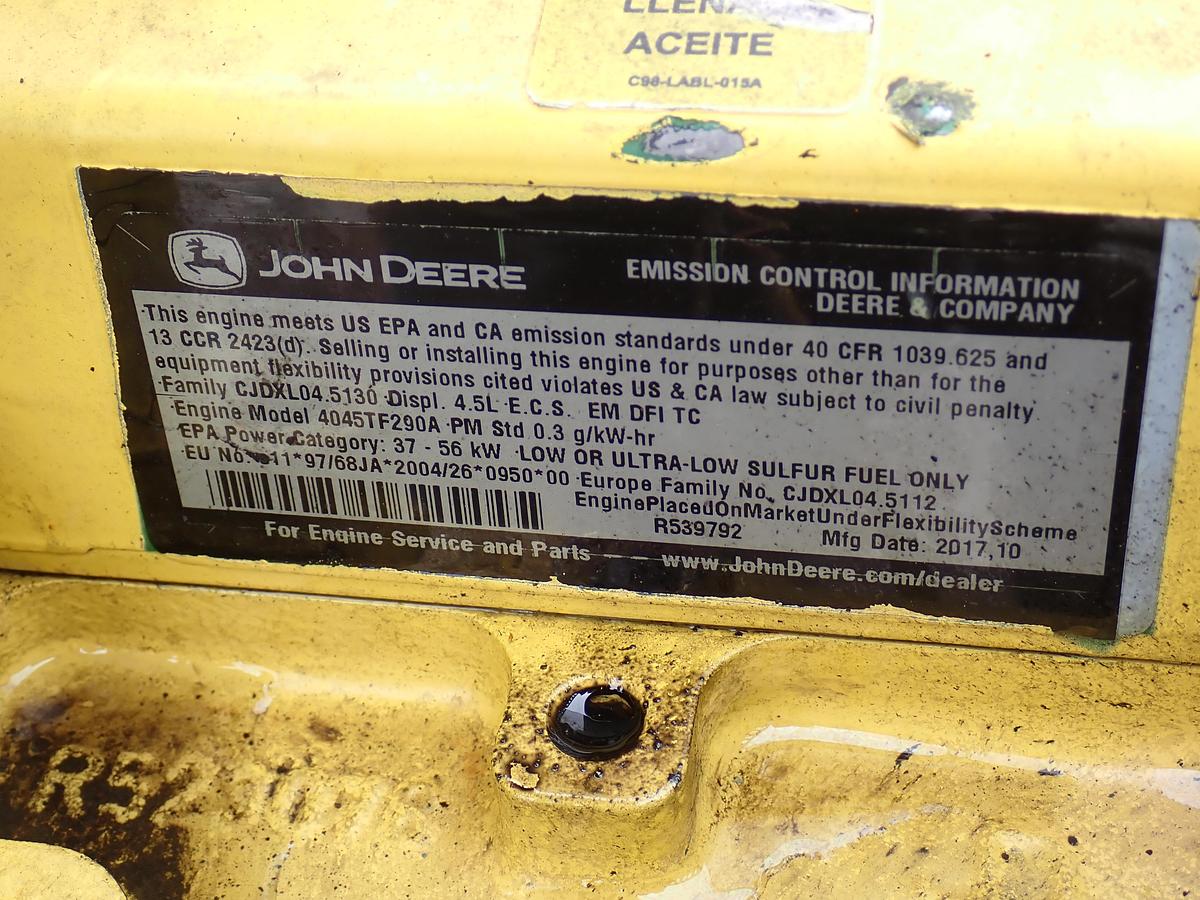 ACEITE
C98-LABL-015A
JOHN DEERE
EMISSION CONTROL INFORMATION
DEERE & COMPANY
This engine meets US EPA and CA emission standards under 40 CFR 1039.625 and
13 CCR 2423(d). Selling or installing this engine for purposes other than for the
equipment flexibility provisions cited violates US & CA law subject to civil penalty
Family CJDXL04.5130 Displ. 4.5L E.C.S. EM DFI TC
Engine Model 4045TF290A PM Std 0.3 g/kW-hr
EPA Power Category: 37 - 56 kW LOW OR ULTRA-LOW SULFUR FUEL ONLY
EU No. e11*97/68JA*2004/26*0950*00 Europe Family No. CJDXL04.5112
EnginePlacedOnMarketUnderFlexibilityScheme
R539792 Mfg Date: 2017,10
For Engine Service and Parts www.JohnDeere.com/dealer